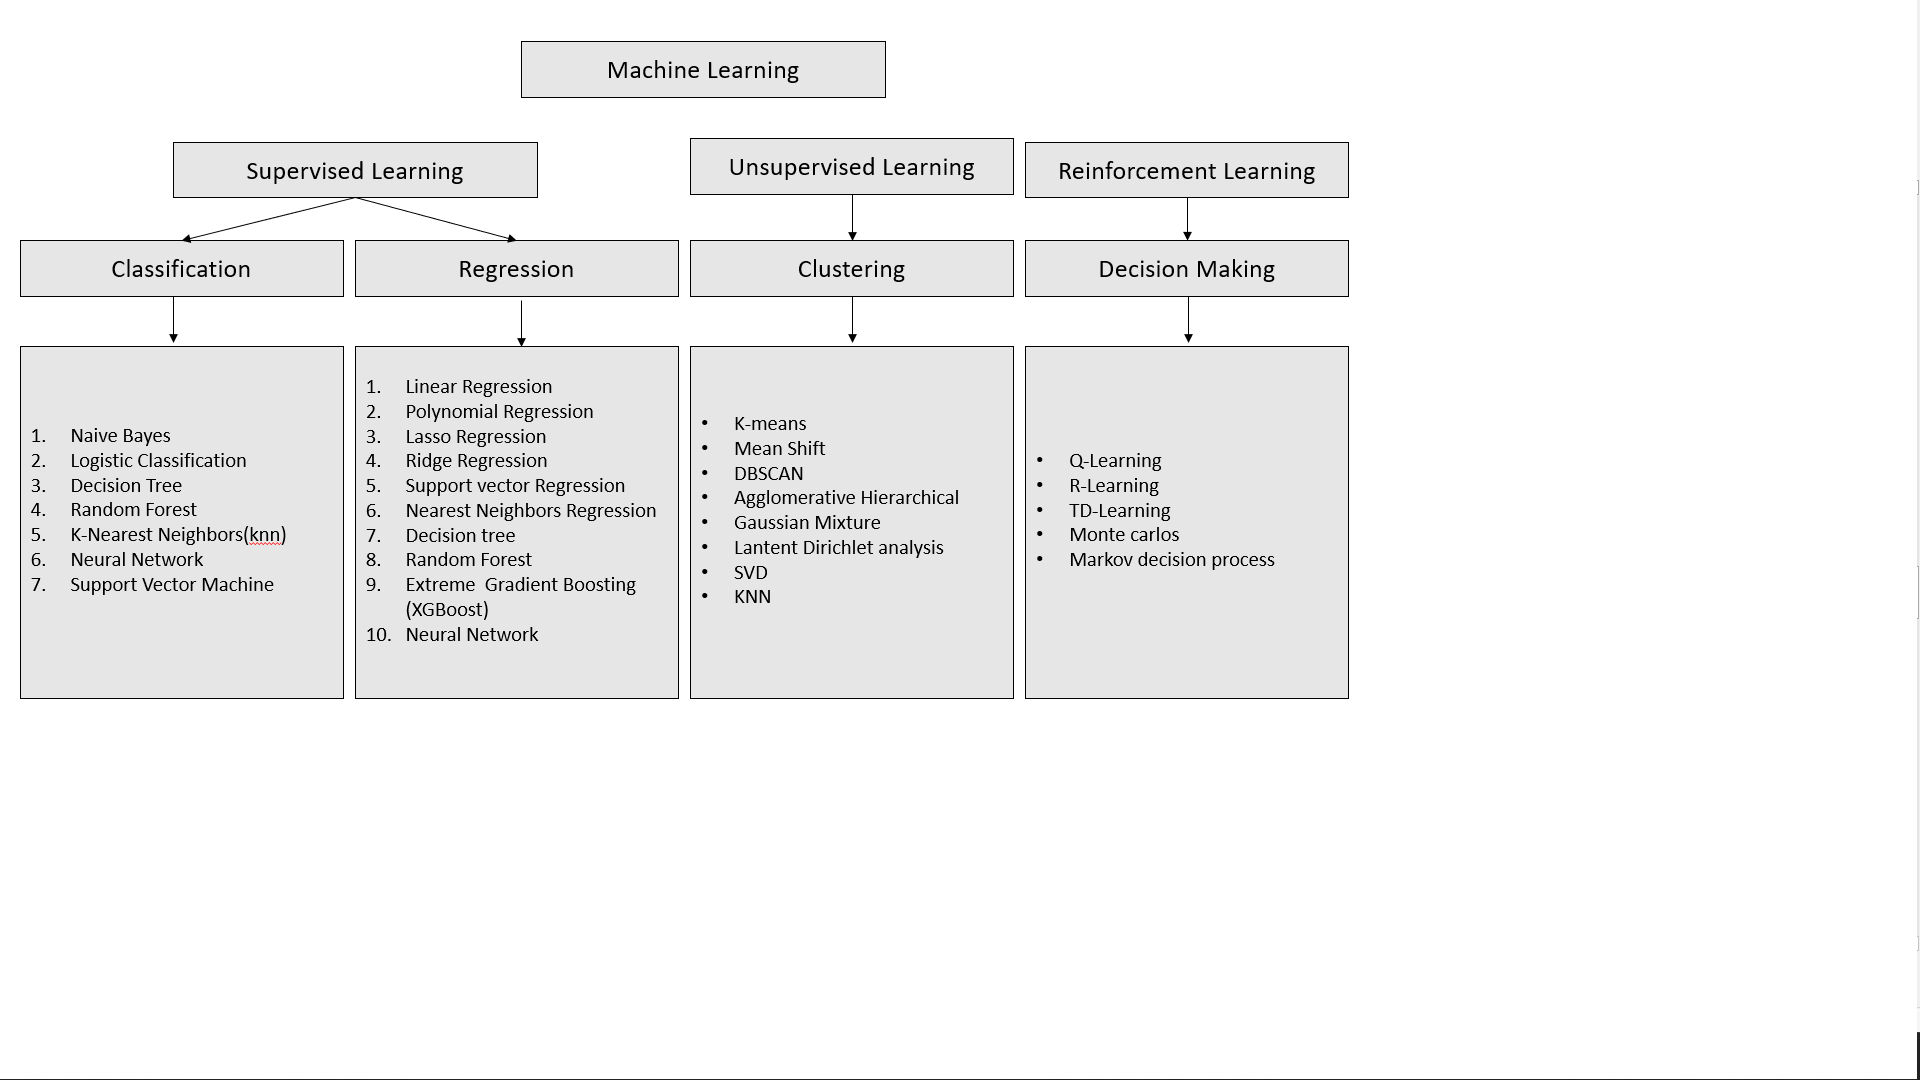 Machine Learning
Supervised Learning
Unsupervised Learning
Reinforcement Learning
Classification
Regression
Clustering
Decision Making
1. Naive Bayes
2. Logistic Classification
3. Decision Tree
4. Random Forest
5. K-Nearest Neighbors(knn)
6. Neural Network
7. Support Vector Machine
1. Linear Regression
2. Polynomial Regression
3. Lasso Regression
4. Ridge Regression
5. Support vector Regression
6. Nearest Neighbors Regression
7. Decision tree
8. Random Forest
9. Extreme  Gradient Boosting
(XGBoost)
10. Neural Network
• K-means
• Mean Shift
• DBSCAN
• Agglomerative Hierarchical
• Gaussian Mixture
• Lantent Dirichlet analysis
• SVD
• KNN
• Q-Learning
• R-Learning
• TD-Learning
• Monte carlos
• Markov decision process